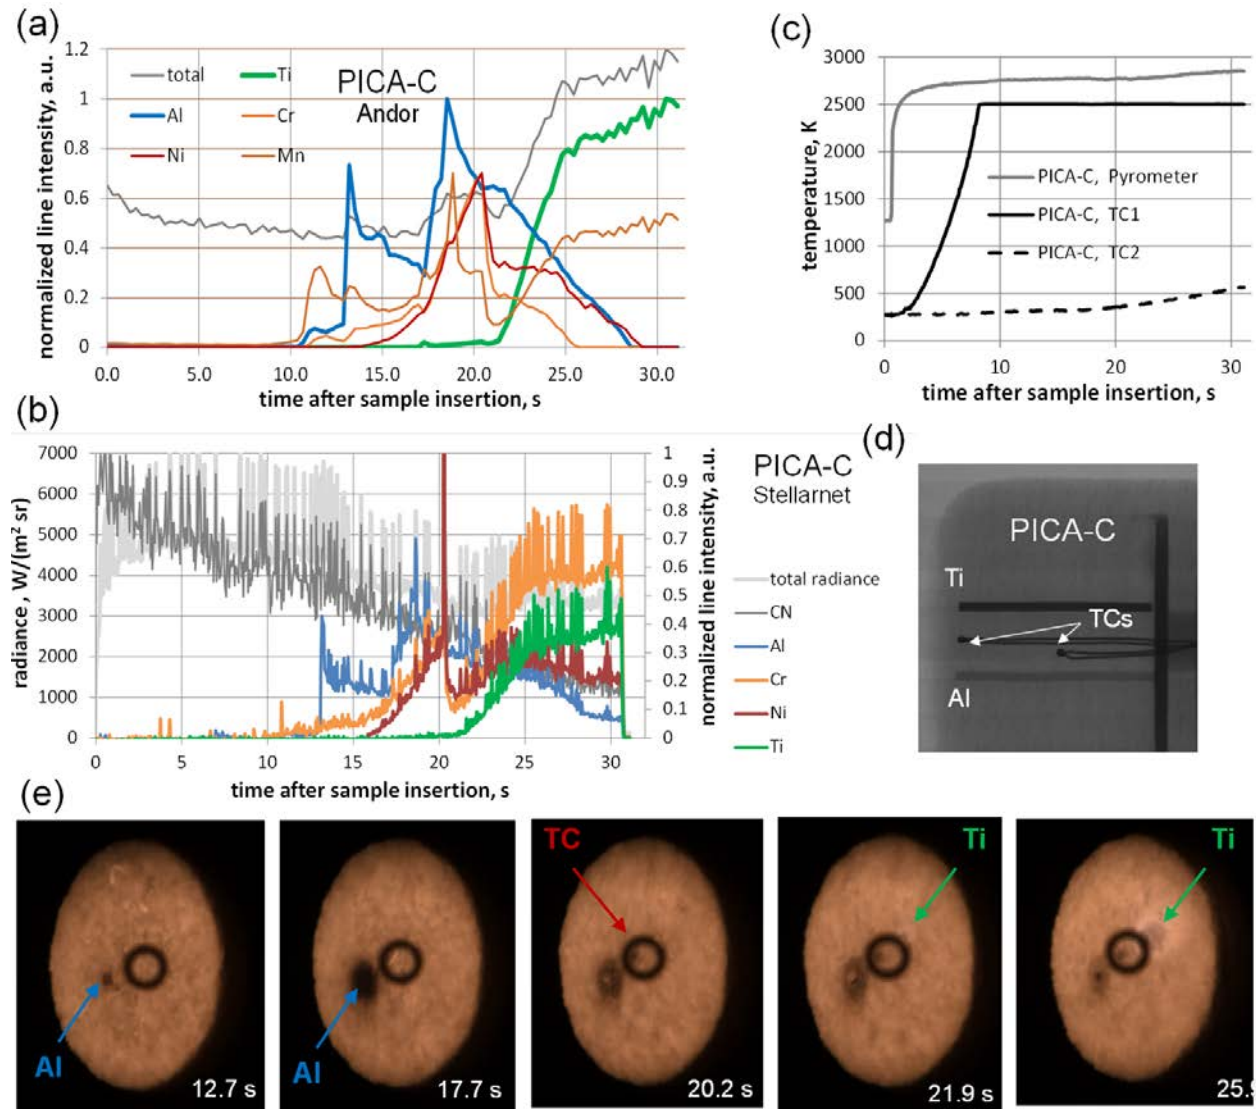 (a)
normalized line intensity, a.u.
1.2
1
0.8
0.6
0.4
0.2
0
total
Ti
Al
Cr
Ni
Mn
PICA-C
Andor
0.0 5.0 10.0 15.0 20.0 25.0 30.0
time after sample insertion, s
(c)
temperature, K
3000
2500
2000
1500
1000
500
0
PICA-C, Pyrometer
PICA-C, TC1
PICA-C, TC2
0 10 20 30
time after sample insertion, s
(b)
radiance , W/(m² sr)
7000
6000
5000
4000
3000
2000
1000
0
1
0.9
0.8
0.7
0.6
0.5
0.4
0.3
0.2
0.1
0
normalized line intensity, a.u.
0 5 10 15 20 25 30
time after sample insertion, s
PICA-C
Stellarnet
total radiance
CN
Al
Cr
Ni
Ti
(d)
PICA-C
Ti
TCs
Al
(e)
Al
12.7 s
Al
17.7 s
TC
20.2 s
Ti
21.9 s
Ti